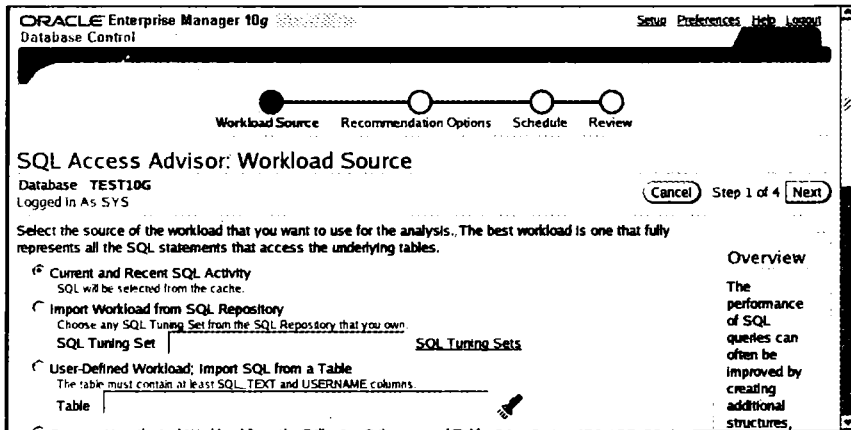 ORACLE Enterprise Manager 10g
Database Control
Setup Preferences Help Logout
Workload Source Recommendation Options Schedule Review
SQL Access Advisor: Workload Source
Database TEST10G
Logged in As SYS
Cancel Step 1 of 4 Next
Select the source of the workload that you want to use for the analysis. The best workload is one that fully
represents all the SQL statements that access the underlying tables.
Current and Recent SQL Activity
SQL will be selected from the cache.
Import Workload from SQL Repository
Choose any SQL Tuning Set from the SQL Repository that you own.
SQL Tuning Set SQL Tuning Sets
User-Defined Workload; Import SQL from a Table
The table must contain at least SQL_TEXT and USERNAME columns.
Table
Overview
The
performance
of SQL
queries can
often be
improved by
creating
additional
structures,